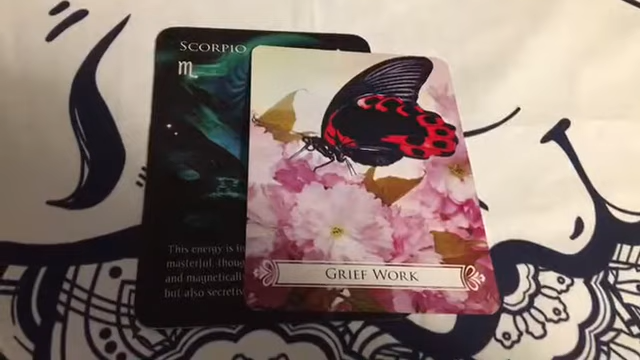 SCORPIO
♏
This energy is
masterful, thou
and magneticall
but also secretiv
GRIEF WORK